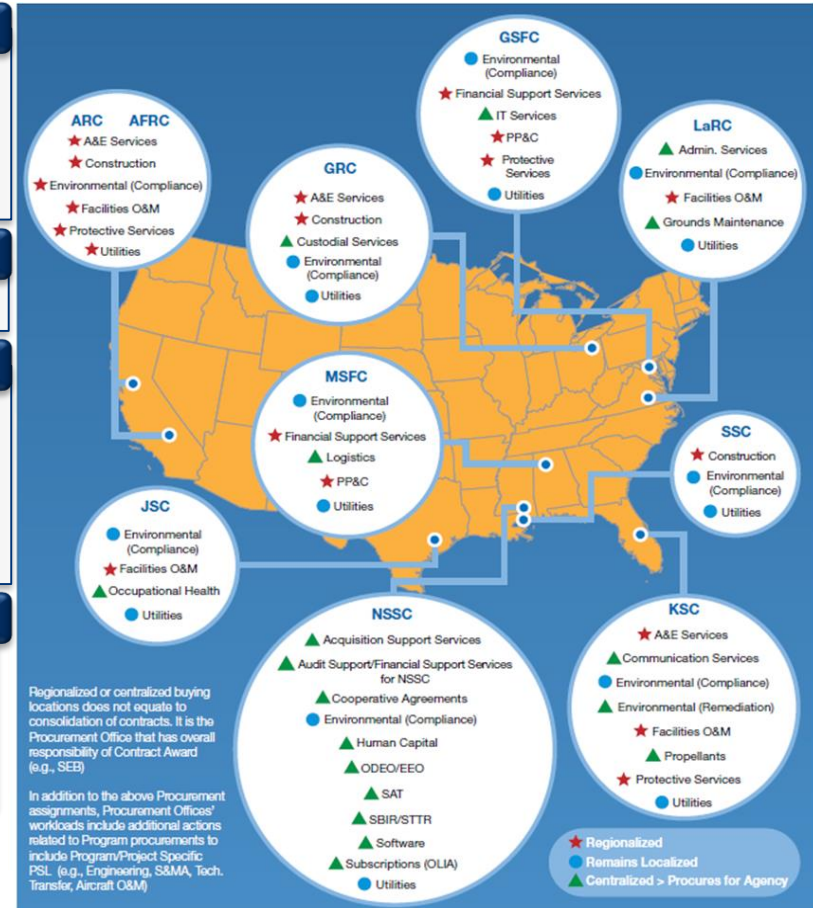 GSFC
Environmental
(Compliance)
Financial Support Services
IT Services
PP&C
Protective
Services
Utilities
ARC AFRC
A&E Services
Construction
Environmental (Compliance)
Facilities O&M
Protective Services
Utilities
GRC
A&E Services
Construction
Custodial Services
Environmental
(Compliance)
Utilities
LaRC
Admin. Services
Environmental (Compliance)
Facilities O&M
Grounds Maintenance
Utilities
MSFC
Environmental
(Compliance)
Financial Support Services
Logistics
PP&C
Utilities
SSC
Construction
Environmental
(Compliance)
Utilities
JSC
Environmental
(Compliance)
Facilities O&M
Occupational Health
Utilities
NSSC
Acquisition Support Services
Audit Support/Financial Support Services
for NSSC
Cooperative Agreements
Environmental (Compliance)
Human Capital
ODEO/EEO
SAT
SBIR/STTR
Software
Subscriptions (OLIA)
Utilities
KSC
A&E Services
Communication Services
Environmental (Compliance)
Environmental (Remediation)
Facilities O&M
Propellants
Protective Services
Utilities
Regionalized or centralized buying
locations does not equate to
consolidation of contracts. It is the
Procurement Office that has overall
responsibility of Contract Award
(e.g., SEB)
In addition to the above Procurement
assignments, Procurement Offices'
workloads include additional actions
related to Program procurements to
include Program/Project Specific
PSL (e.g., Engineering, S&MA, Tech.
Transfer, Aircraft O&M)
Regionalized
Remains Localized
Centralized > Procures for Agency